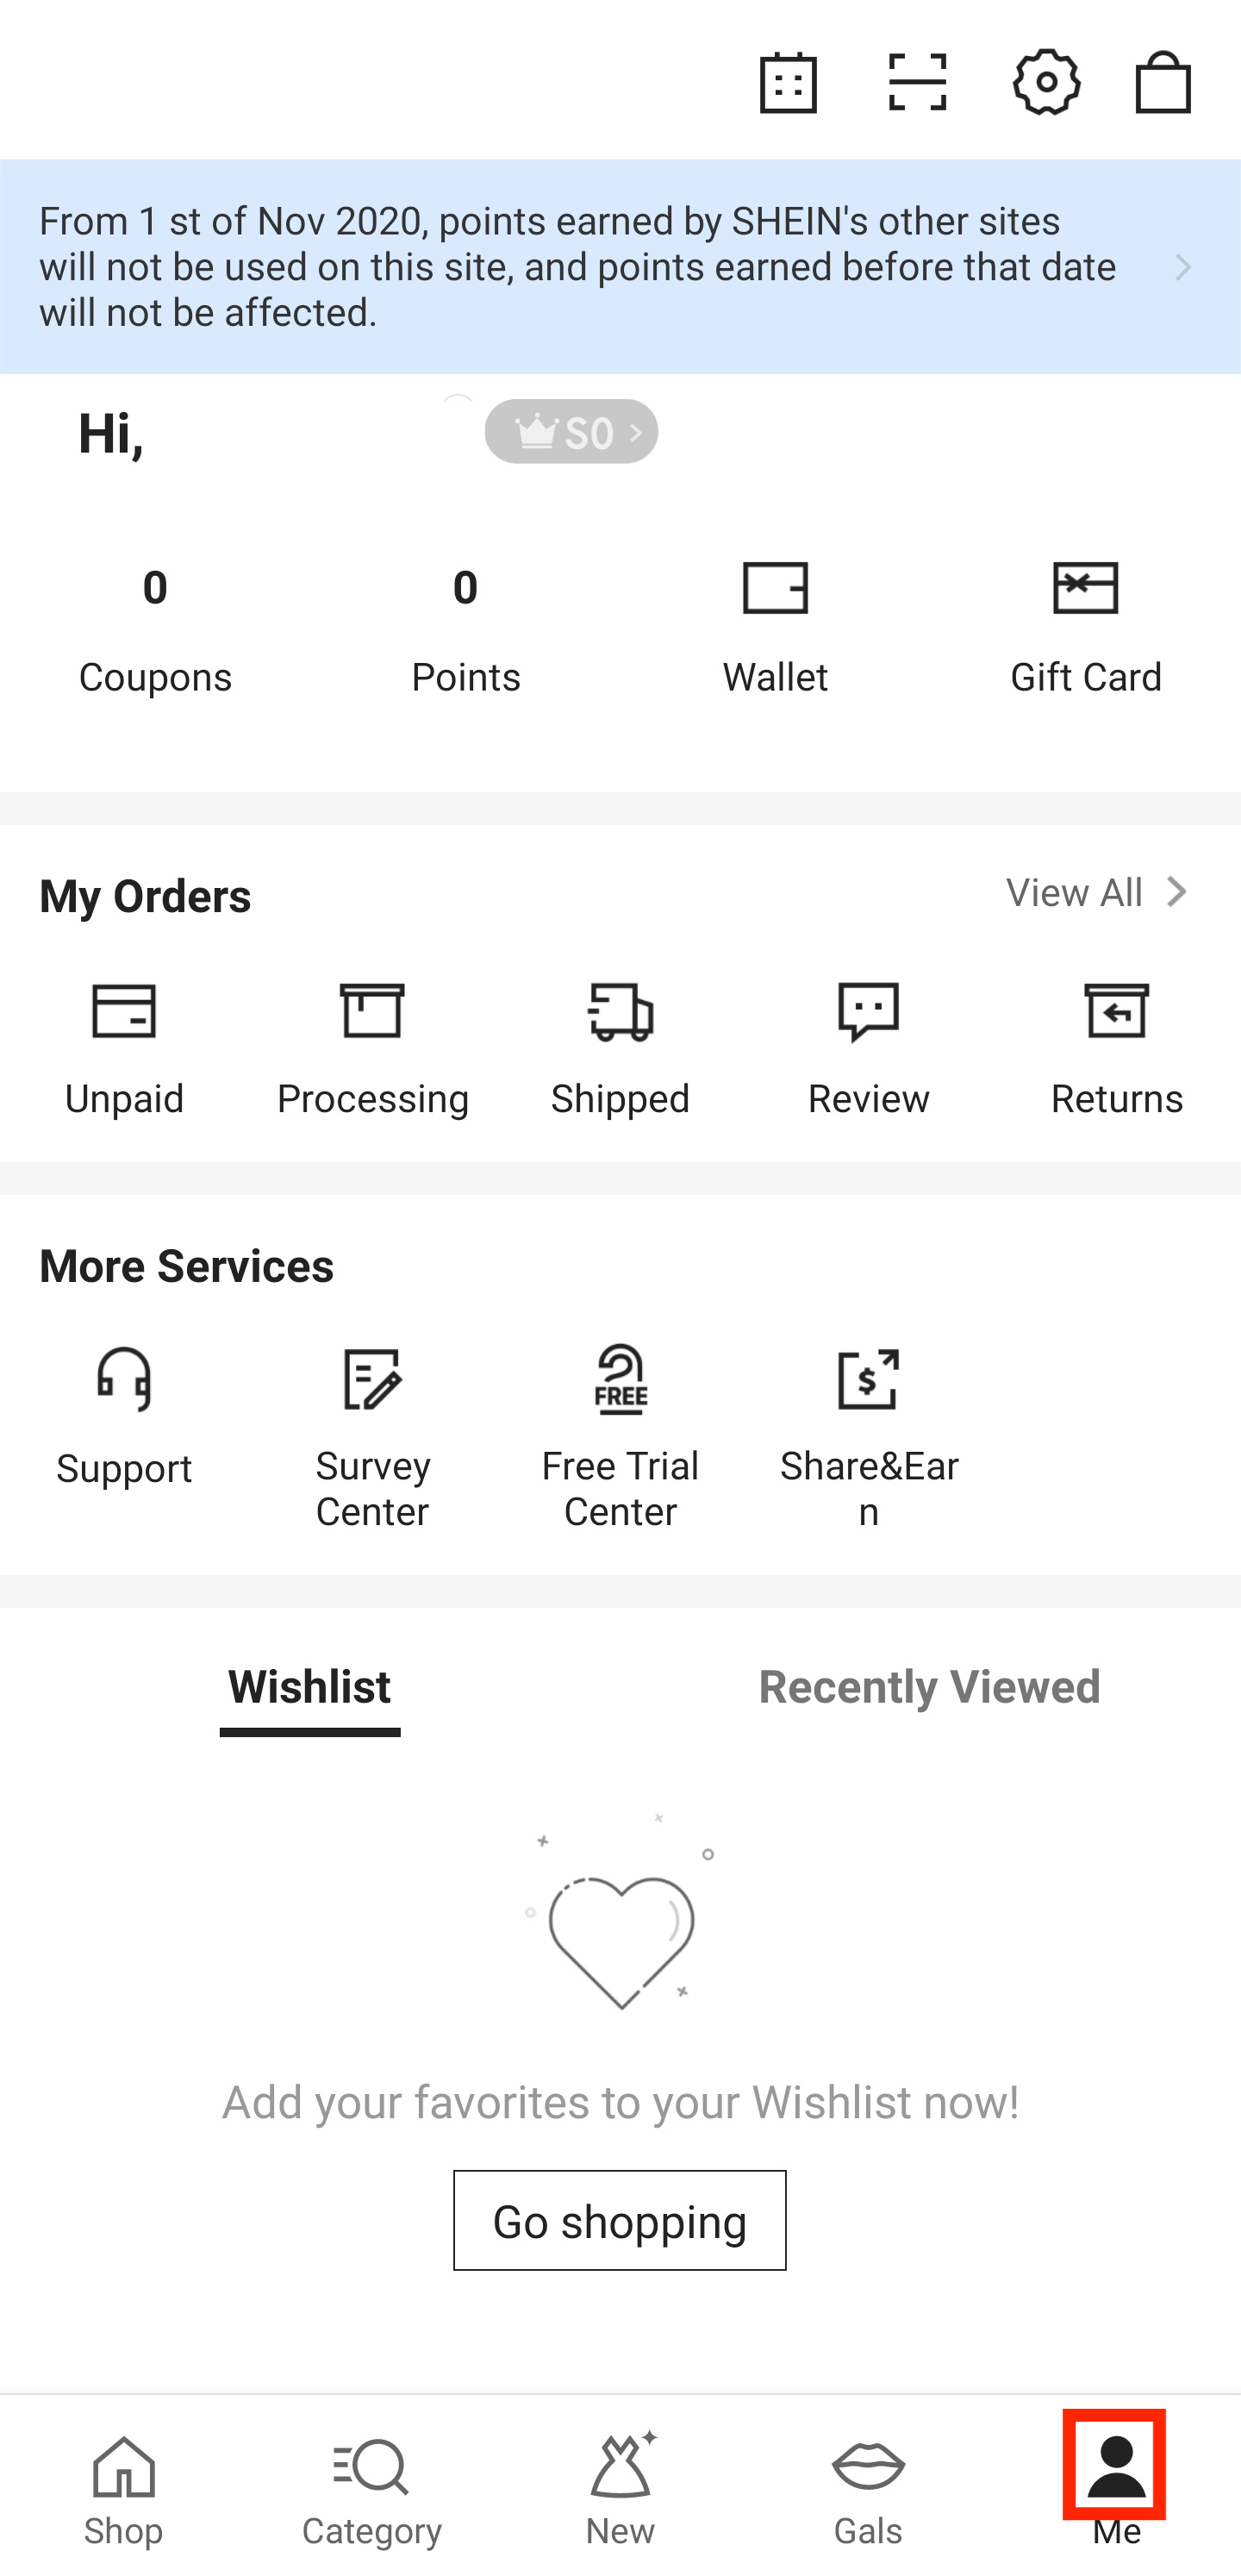 From 1 st of Nov 2020, points earned by SHEIN's other sites
will not be used on this site, and points earned before that date
will not be affected.
Hi,
S0
0
0
Coupons
Points
Wallet
Gift Card
My Orders
View All
Unpaid
Processing
Shipped
Review
Returns
More Services
FREE
$
Support
Survey
Center
Free Trial
Center
Share&Ear
n
Wishlist
Recently Viewed
Add your favorites to your Wishlist now!
Go shopping
Shop
Category
New
Gals
Me